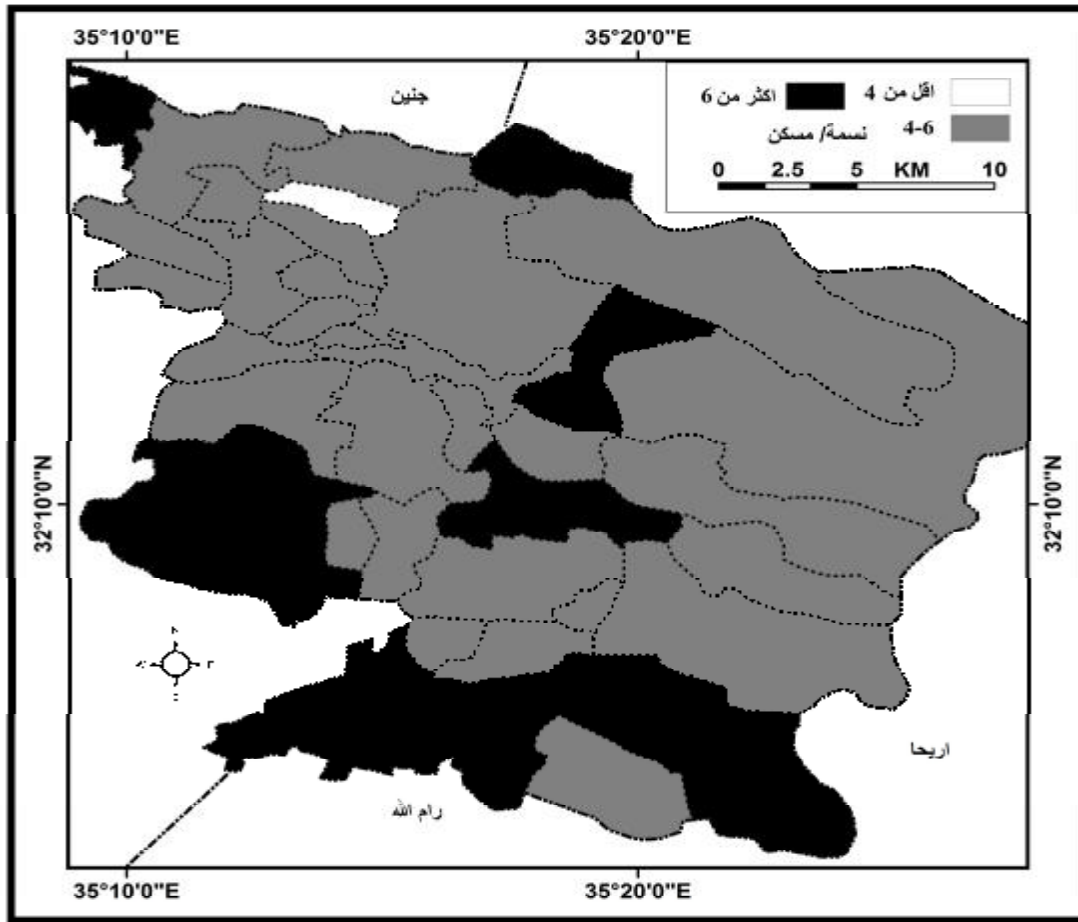 35°10'0"E 35°20'0"E
جنين
اقل من 4 اكثر من 6
4-6 نسمة/ مسكن
0 2.5 5 KM 10
32°10'0"N 32°10'0"N
اريحا
رام الله
35°10'0"E 35°20'0"E